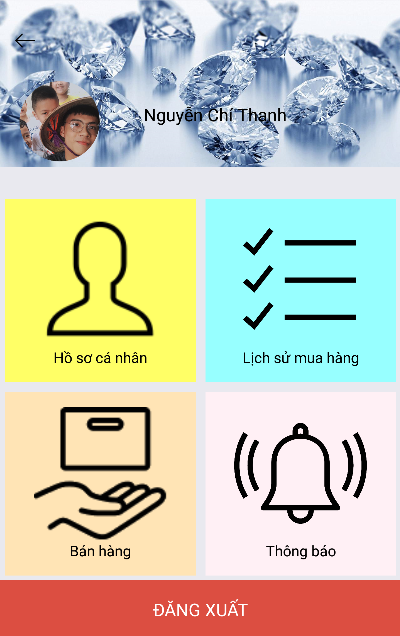 Nguyễn Chí Thanh
Hồ sơ cá nhân
Lịch sử mua hàng
Bán hàng
Thông báo
ĐĂNG XUẤT